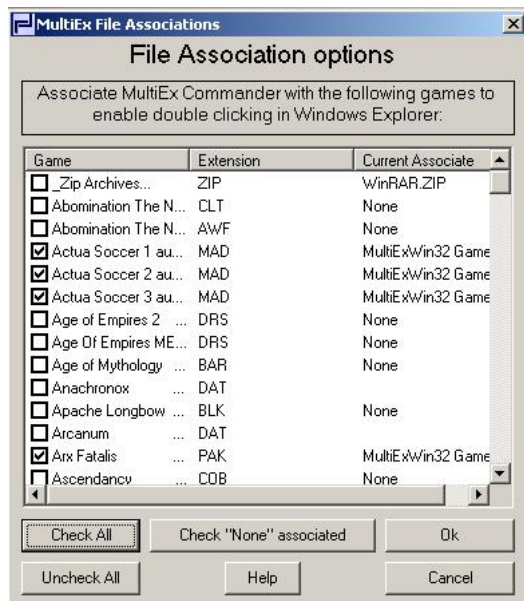 MultiEx File Associations
File Association options
Associate MultiEx Commander with the following games to
enable double clicking in Windows Explorer:
Game Extension Current Associate
_Zip Archives... ZIP WinRAR.ZIP
Abomination The N... CLT None
Abomination The N... AWF None
Actua Soccer 1 au... MAD MultiExWin32 Game
Actua Soccer 2 au... MAD MultiExWin32 Game
Actua Soccer 3 au... MAD MultiExWin32 Game
Age of Empires 2 ... DRS None
Age Of Empires ME... DRS None
Age of Mythology ... BAR None
Anachronox ... DAT
Apache Longbow ... BLK None
Arcanum ... DAT
Arx Fatalis ... PAK MultiExWin32 Game
Ascendancy ... COB None
Check All Check "None" associated Ok
Uncheck All Help Cancel